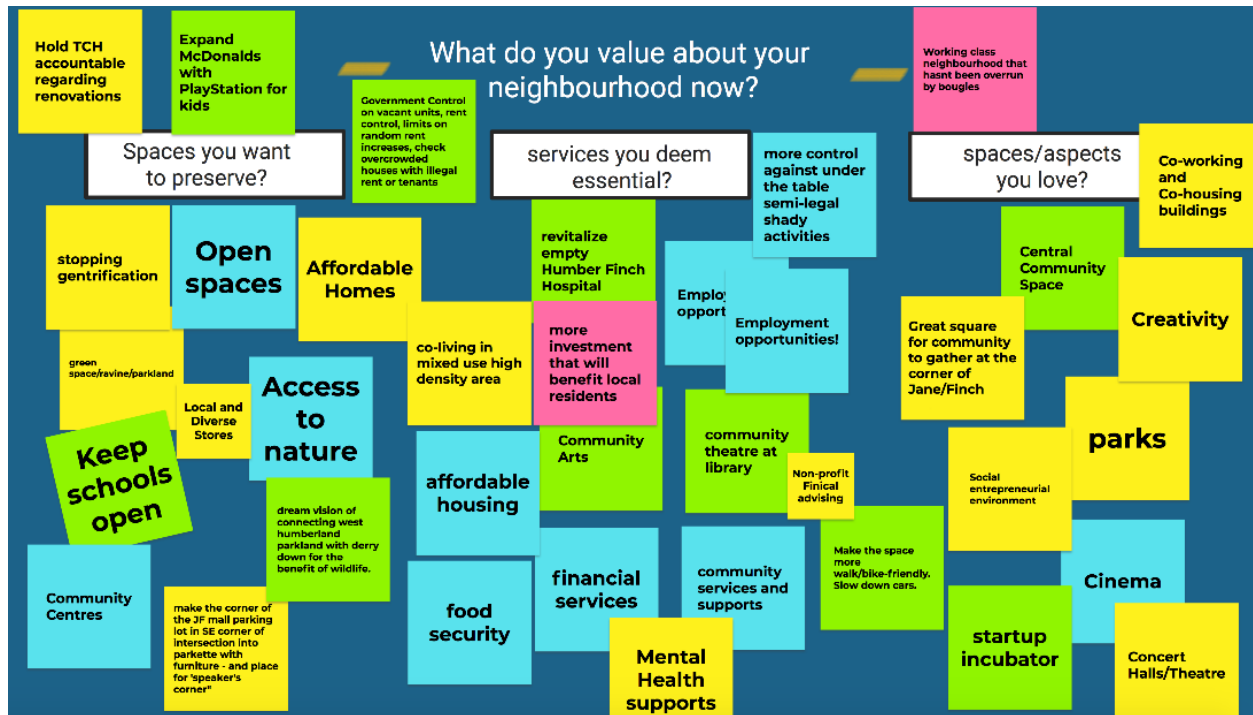 What do you value about your
neighbourhood now?
Hold TCH
accountable
regarding
renovations
Expand
McDonalds
with
PlayStation for
kids
Government Control
on vacant units, rent
control, limits on
random rent
increases, check
overcrowded
houses with illegal
rent or tenants
Working class
neighbourhood that
hasnt been overrun
by bougies
Spaces you want
to preserve?
stopping
gentrification
Open
spaces
Affordable
Homes
green
space/ravine/parkland
Local and
Diverse
Stores
Access
to
nature
Keep
schools
open
dream vision of
connecting west
humberland
parkland with derry
down for the
benefit of wildlife.
Community
Centres
make the corner of
the JF mall parking
lot in SE corner of
intersection into
parkette with
furniture - and place
for 'speaker's
corner"
services you deem
essential?
more control
against under
the table
semi-legal
shady
activities
revitalize
empty
Humber Finch
Hospital
Employ
opport
Employment
opportunities!
co-living in
mixed use high
density area
more
investment
that will
benefit local
residents
Community
Arts
community
theatre at
library
Non-profit
Finical
advising
affordable
housing
financial
services
community
services and
supports
Make the space
more
walk/bike-friendly.
Slow down cars.
food
security
Mental
Health
supports
spaces/aspects
you love?
Co-working
and
Co-housing
buildings
Central
Community
Space
Great square
for community
to gather at the
corner of
Jane/Finch
Creativity
parks
Social
entrepreneurial
environment
Cinema
startup
incubator
Concert
Halls/Theatre